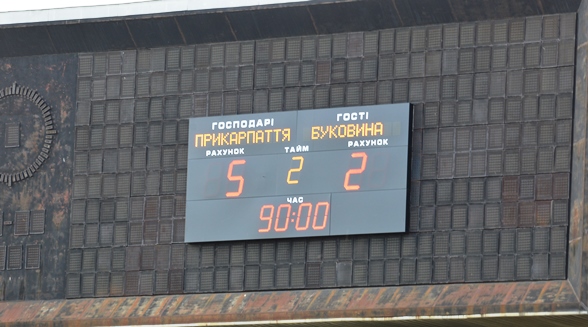 ГОСПОДАРІ ГОСТІ
ПРИКАРПАТТЯ БУКОВИНА
РАХУНОК ТАЙМ РАХУНОК
5 2 2
ЧАС
90:00